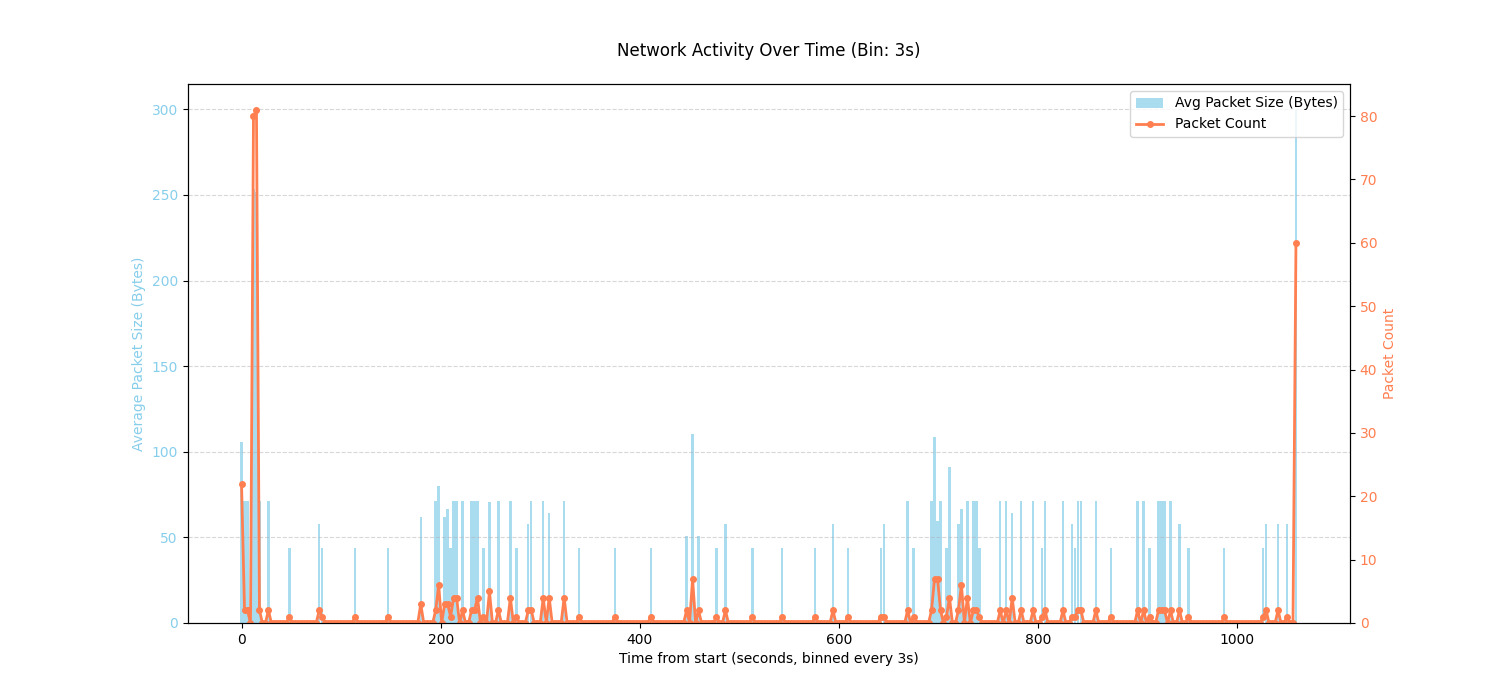 Network Activity Over Time (Bin: 3s)
Avg Packet Size (Bytes)
Packet Count
Average Packet Size (Bytes)
300
250
200
150
100
50
0
80
70
60
50
40
30
20
10
0
Packet Count
0 200 400 600 800 1000
Time from start (seconds, binned every 3s)